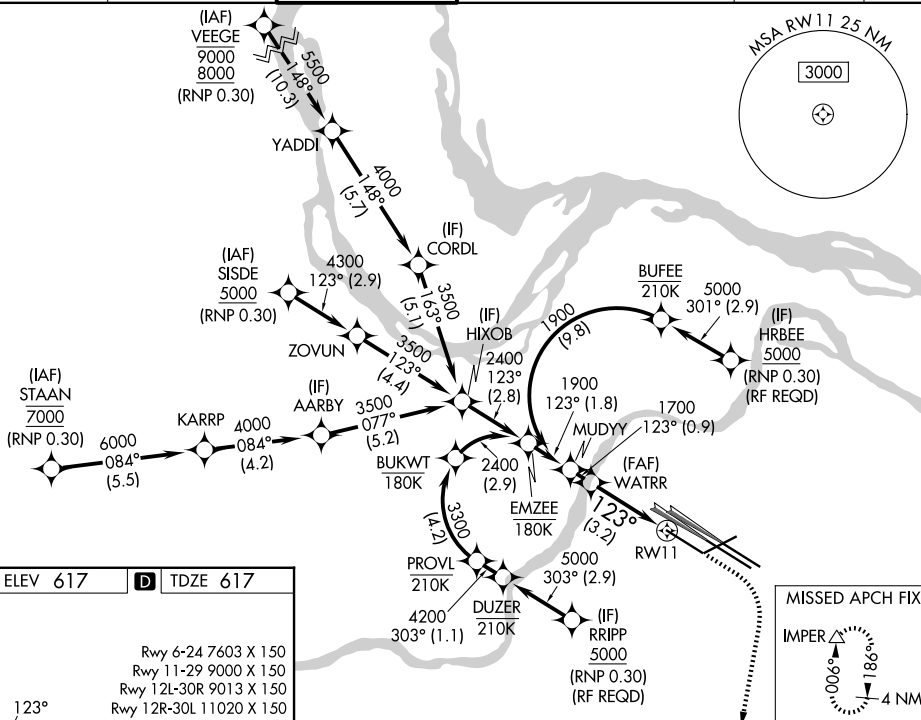 (IAF)
VEEGE
9000
8000
(RNP 0.30)
5500
148°
(10.3)
YADDI
4000
148°
(5.7)
(IF)
CORDL
3500
163°
(5.1)
MSA RW11 25 NM
3000
(IAF)
SISDE
5000
(RNP 0.30)
4300
123° (2.9)
ZOVUN
3500
123°
(4.4)
(IF)
HIXOB
2400
123°
(2.8)
1900
(9.8)
BUFEE
210K
5000
301° (2.9)
(IF)
HRBEE
5000
(RNP 0.30)
(RF REQD)
(IAF)
STAAN
7000
(RNP 0.30)
6000
084°
(5.5)
KARRP
4000
084°
(4.2)
(IF)
AARBY
3500
077°
(5.2)
1900
123° (1.8)
MUDYY
1700
123° (0.9)
(FAF)
WATRR
BUKWT
180K
2400
(2.9)
EMZEE
180K
123°
(3.2)
RW11
3300
(4.2)
PROVL
210K
4200
303° (1.1)
DUZER
210K
5000
303° (2.9)
(IF)
RRIPP
5000
(RNP 0.30)
(RF REQD)
ELEV 617
D
TDZE 617
Rwy 6-24 7603 X 150
Rwy 11-29 9000 X 150
Rwy 12L-30R 9013 X 150
Rwy 12R-30L 11020 X 150
123°
MISSED APCH FIX
IMPER
006°
186°
4 NM